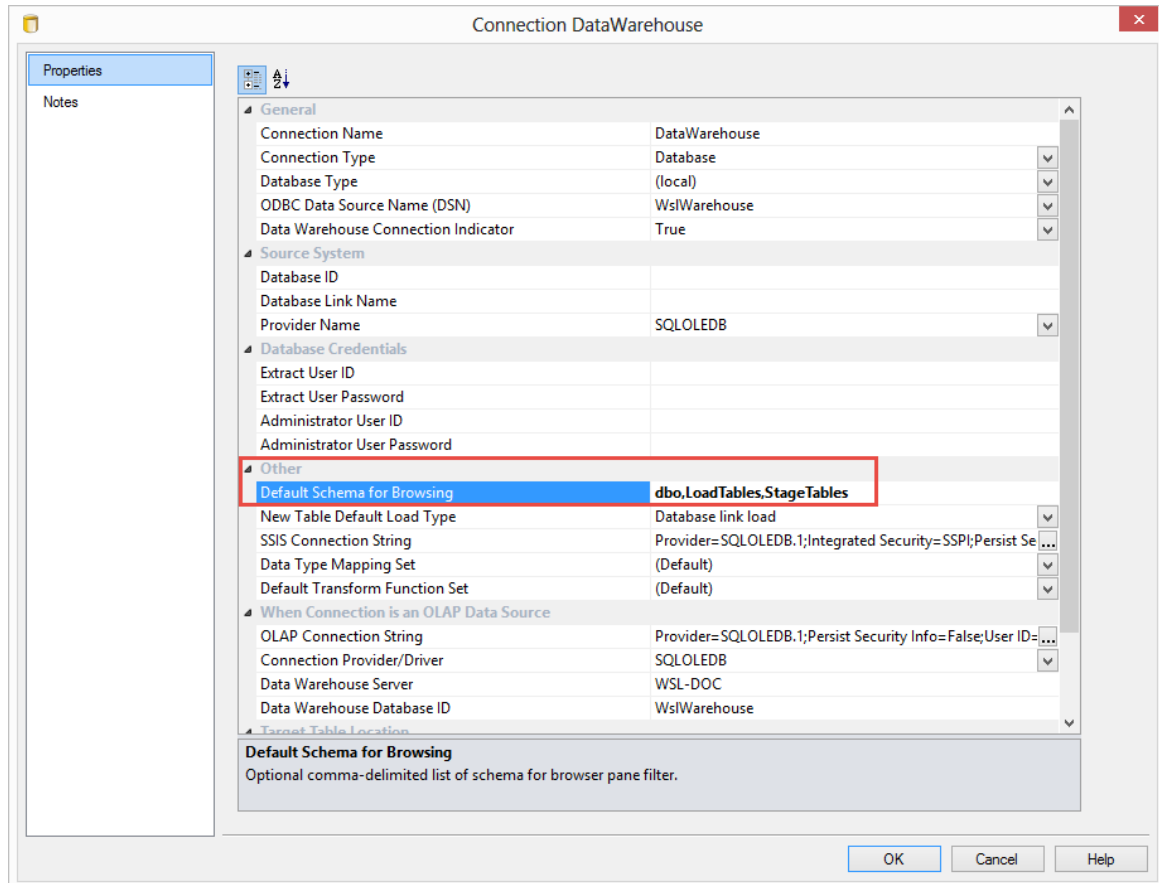 Connection DataWarehouse
Properties
Notes
General
Connection Name DataWarehouse
Connection Type Database
Database Type (local)
ODBC Data Source Name (DSN) WslWarehouse
Data Warehouse Connection Indicator True
Source System
Database ID
Database Link Name
Provider Name SQLOLEDB
Database Credentials
Extract User ID
Extract User Password
Administrator User ID
Administrator User Password
Other
Default Schema for Browsing dbo,LoadTables,StageTables
New Table Default Load Type Database link load
SSIS Connection String Provider=SQLOLEDB.1;Integrated Security=SSPI;Persist Se ...
Data Type Mapping Set (Default)
Default Transform Function Set (Default)
When Connection is an OLAP Data Source
OLAP Connection String Provider=SQLOLEDB.1;Persist Security Info=False;User ID= ...
Connection Provider/Driver SQLOLEDB
Data Warehouse Server WSL-DOC
Data Warehouse Database ID WslWarehouse
Target Table Location
Default Schema for Browsing
Optional comma-delimited list of schema for browser pane filter.
OK Cancel Help